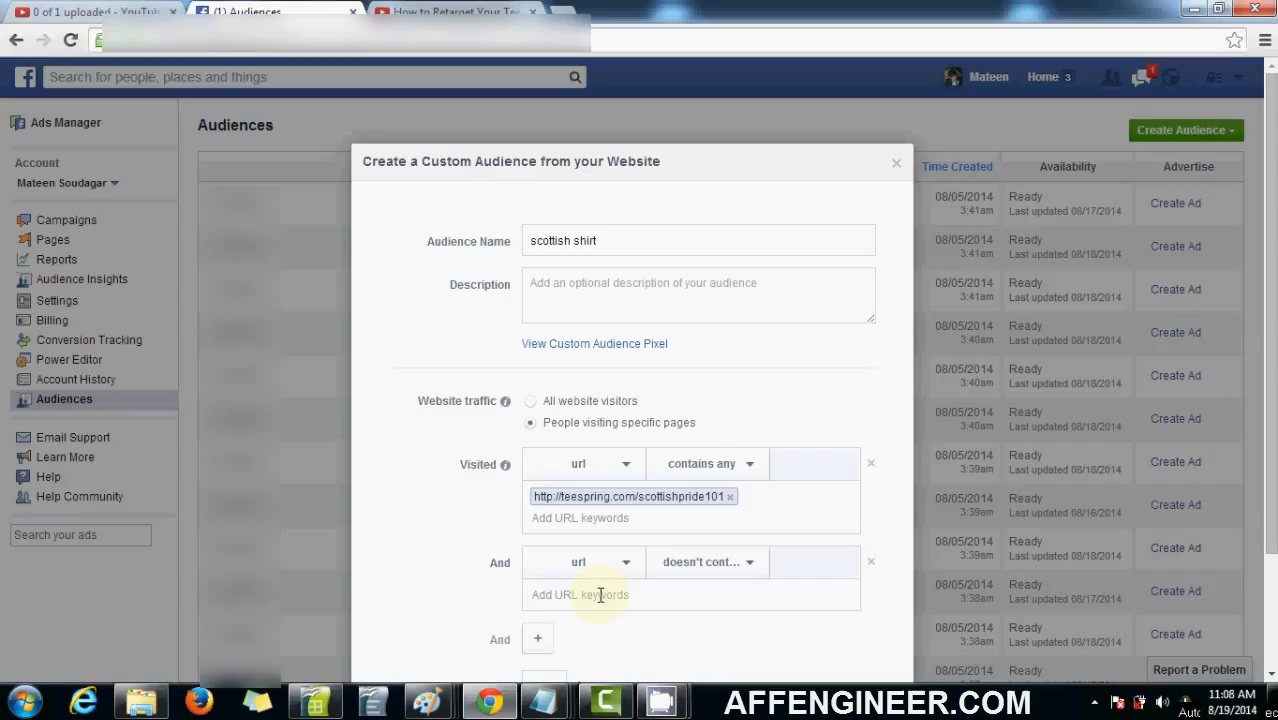 0 of 1 uploaded - YouTub
(1) Audiences
How to Retarget Your Te
Search for people, places and things
Mateen
Home 3
1
Ads Manager
Account
Mateen Soudagar
Campaigns
Pages
Reports
Audience Insights
Settings
Billing
Conversion Tracking
Power Editor
Account History
Audiences
Email Support
Learn More
Help
Help Community
Search your ads
Audiences
Create Audience
Create a Custom Audience from your Website
Audience Name
scottish shirt
Description
Add an optional description of your audience
View Custom Audience Pixel
Website traffic
All website visitors
People visiting specific pages
Visited
url
contains any
http://teespring.com/scottishpride101
Add URL keywords
And
url
doesn't cont...
Add URL keywords
And
+
Time Created
Availability
Advertise
08/05/2014 Ready
3:41am Last updated 08/17/2014
Create Ad
08/05/2014 Ready
3:41am Last updated 08/18/2014
Create Ad
08/05/2014 Ready
3:41am Last updated 08/18/2014
Create Ad
08/05/2014 Ready
3:40am Last updated 08/18/2014
Create Ad
08/05/2014 Ready
3:40am Last updated 08/18/2014
Create Ad
08/05/2014 Ready
3:40am Last updated 08/18/2014
Create Ad
08/05/2014 Ready
3:39am Last updated 08/18/2014
Create Ad
08/05/2014 Ready
3:39am Last updated 08/16/2014
Create Ad
08/05/2014 Ready
3:39am Last updated 08/18/2014
Create Ad
08/05/2014 Ready
3:38am Last updated 08/17/2014
Create Ad
08/05/2014 Ready
3:38am Last updated 08/18/2014
Create Ad
08/05/2014
Report a Problem
AFFENGINEER.COM
11:08 AM
8/19/2014